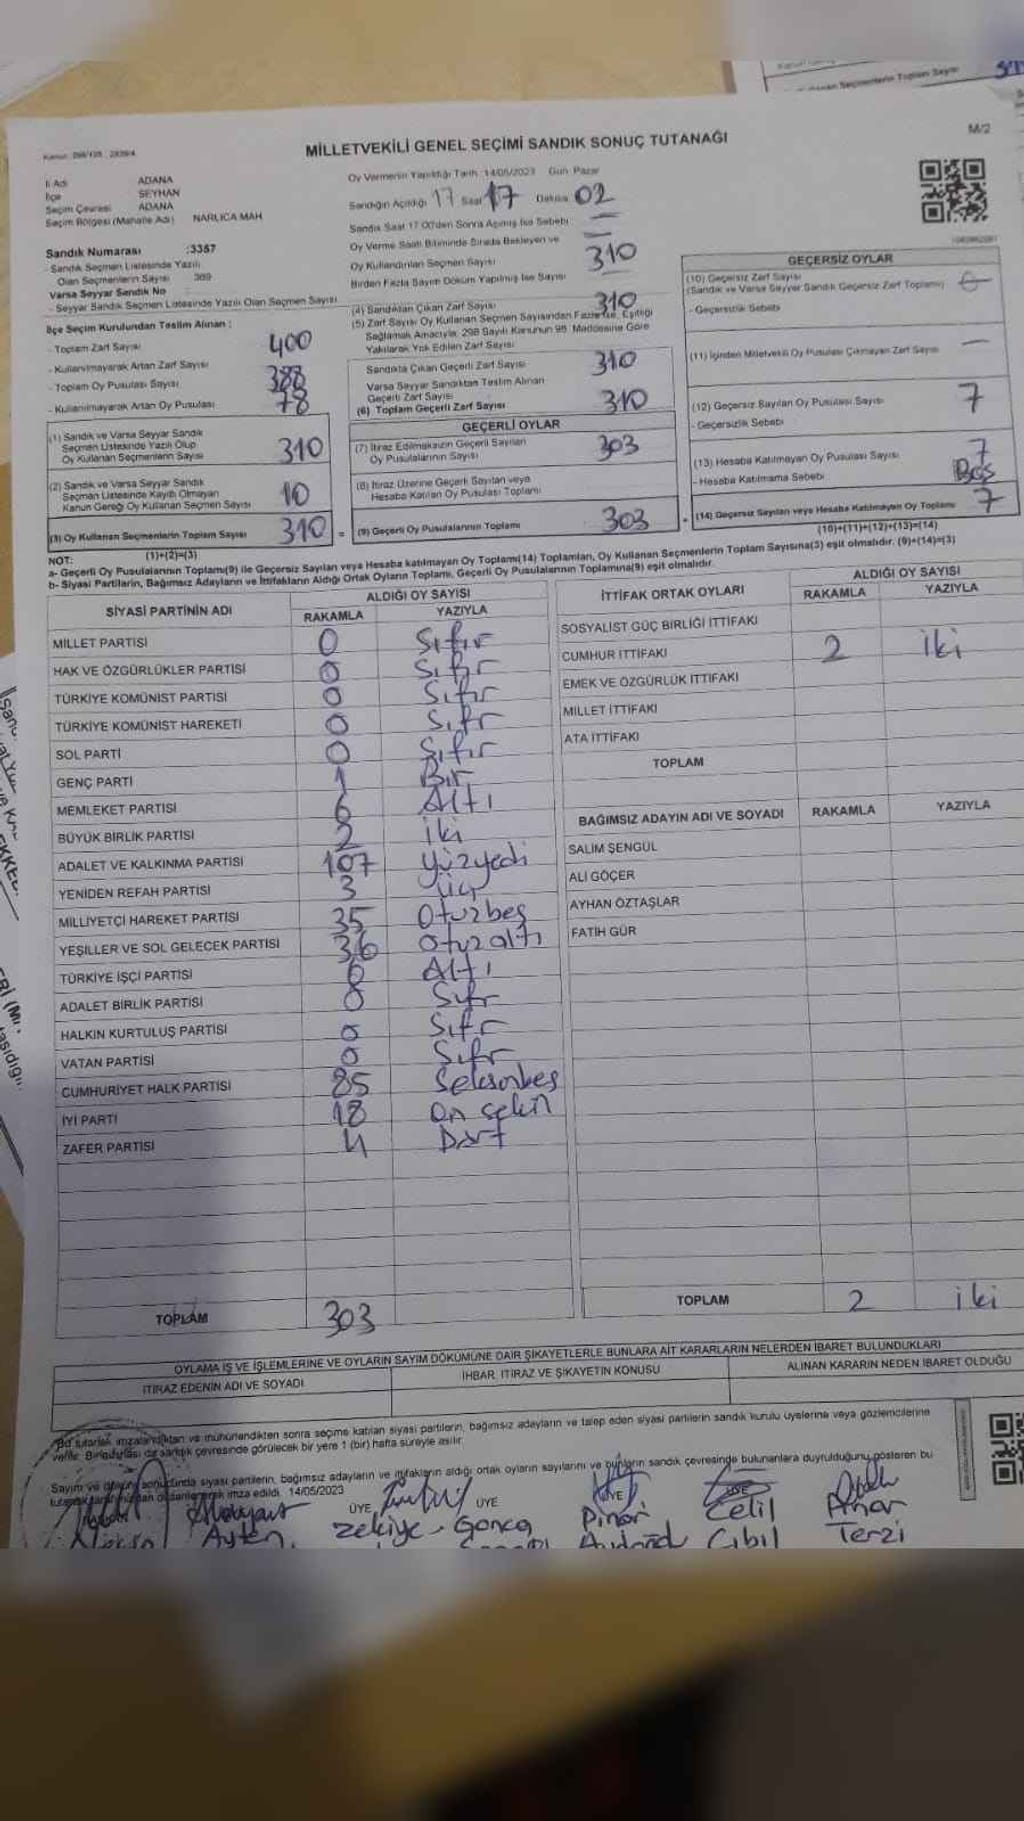 MİLLETVEKİLİ GENEL SEÇİMİ SANDIK SONUÇ TUTANAĞI
M/2
İl Adı ADANA
İlçe SEYHAN
Seçim Çevresi ADANA
Seçim Bölgesi (Mahalle Adı) NARLICA MAH
Oy Vermenin Yapıldığı Tarih :14/05/2023 Gün: Pazar
Sandığın Açıldığı 17 Saat 17 Dakika 02
Sandık Saat 17.00'den Sonra Açılmış İse Sebebi
Oy Verme Saati Bitiminde Sırada Bekleyen ve
Oy Kullandırılan Seçmen Sayısı 310
Birden Fazla Sayım Döküm Yapılmış İse Sayısı
Sandık Numarası :3357
- Sandık Seçmen Listesinde Yazılı
Olan Seçmenlerin Sayısı 389
Varsa Seyyar Sandık No
- Seyyar Sandık Seçmen Listesinde Yazılı Olan Seçmen Sayısı
İlçe Seçim Kurulundan Teslim Alınan :
- Toplam Zarf Sayısı 400
- Kullanılmayarak Artan Zarf Sayısı
- Toplam Oy Pusulası Sayısı 388
- Kullanılmayarak Artan Oy Pusulası 78
(1) Sandık ve Varsa Seyyar Sandık
Seçmen Listesinde Yazılı Olup
Oy Kullanan Seçmenlerin Sayısı 310
(2) Sandık ve Varsa Seyyar Sandık
Seçmen Listesinde Kayıtlı Olmayan
Kanun Gereği Oy Kullanan Seçmen Sayısı 10
(3) Oy Kullanan Seçmenlerin Toplam Sayısı 310 =
(1)+(2)=(3)
(4) Sandıktan Çıkan Zarf Sayısı 310
(5) Zarf Sayısı Oy Kullanan Seçmen Sayısından Fazla ise, Eşitliği
Sağlamak Amacıyla, 298 Sayılı Kanunun 98. Maddesine Göre
Yakılarak Yok Edilen Zarf Sayısı
Sandıkta Çıkan Geçerli Zarf Sayısı 310
Varsa Seyyar Sandıktan Teslim Alınan
Geçerli Zarf Sayısı
(6) Toplam Geçerli Zarf Sayısı 310
GEÇERLİ OYLAR
(7) İtiraz Edilmeksizin Geçerli Sayılan
Oy Pusulalarının Sayısı 303
(8) İtiraz Üzerine Geçerli Sayılan veya
Hesaba Katılan Oy Pusulası Toplamı
(9) Geçerli Oy Pusulalarının Toplamı 303
GEÇERSİZ OYLAR
(10) Geçersiz Zarf Sayısı
(Sandık ve Varsa Seyyar Sandık Geçersiz Zarf Toplamı)
- Geçersizlik Sebebi
(11) İçinden Milletvekili Oy Pusulası Çıkmayan Zarf Sayısı —
(12) Geçersiz Sayılan Oy Pusulası Sayısı 7
- Geçersizlik Sebebi
(13) Hesaba Katılmayan Oy Pusulası Sayısı 7
- Hesaba Katılmama Sebebi Boş
(14) Geçersiz Sayılan veya Hesaba Katılmayan Oy Toplamı 7
(10)+(11)+(12)+(13)=(14)
NOT:
a- Geçerli Oy Pusulalarının Toplamı(9) ile Geçersiz Sayılan veya Hesaba katılmayan Oy Toplamı(14) Toplamları, Oy Kullanan Seçmenlerin Toplam Sayısına(3) eşit olmalıdır. (9)+(14)=(3)
b- Siyasi Partilerin, Bağımsız Adayların ve İttifakların Aldığı Ortak Oyların Toplamı, Geçerli Oy Pusulalarının Toplamına(9) eşit olmalıdır.
SİYASİ PARTİNİN ADI ALDIĞI OY SAYISI
RAKAMLA YAZIYLA
MİLLET PARTİSİ 0 Sıfır
HAK VE ÖZGÜRLÜKLER PARTİSİ 0 Sıfır
TÜRKİYE KOMÜNİST PARTİSİ 0 Sıfır
TÜRKİYE KOMÜNİST HAREKETİ 0 Sıfr
SOL PARTİ 0 Sıfır
GENÇ PARTİ 1 Bir
MEMLEKET PARTİSİ 6 Altı
BÜYÜK BİRLİK PARTİSİ 2 iki
ADALET VE KALKINMA PARTİSİ 107 yüzyedi
YENİDEN REFAH PARTİSİ 3 üç
MİLLİYETÇİ HAREKET PARTİSİ 35 Otuzbeş
YEŞİLLER VE SOL GELECEK PARTİSİ 36 otuzaltı
TÜRKİYE İŞÇİ PARTİSİ 6 Altı
ADALET BİRLİK PARTİSİ 0 Sıfr
HALKIN KURTULUŞ PARTİSİ 0 Sıfr
VATAN PARTİSİ 0 Sıfr
CUMHURİYET HALK PARTİSİ 85 Seksenbeş
İYİ PARTİ 18 on sekiz
ZAFER PARTİSİ 4 Dört
TOPLAM 303
İTTİFAK ORTAK OYLARI ALDIĞI OY SAYISI
RAKAMLA YAZIYLA
SOSYALİST GÜÇ BİRLİĞİ İTTİFAKI
CUMHUR İTTİFAKI 2 iki
EMEK VE ÖZGÜRLÜK İTTİFAKI
MİLLET İTTİFAKI
ATA İTTİFAKI
TOPLAM
BAĞIMSIZ ADAYIN ADI VE SOYADI RAKAMLA YAZIYLA
SALİM ŞENGÜL
ALİ GÖÇER
AYHAN ÖZTAŞLAR
FATİH GÜR
TOPLAM 2 iki
OYLAMA İŞ VE İŞLEMLERİNE VE OYLARIN SAYIM DÖKÜMÜNE DAİR ŞİKAYETLERLE BUNLARA AİT KARARLARIN NELERDEN İBARET BULUNDUKLARI
İTİRAZ EDENİN ADI VE SOYADI İHBAR, İTİRAZ VE ŞİKAYETİN KONUSU ALINAN KARARIN NEDEN İBARET OLDUĞU
Bu tutanak imzalandıktan ve mühürlendikten sonra seçime katılan siyasi partilerin, bağımsız adayların ve talep eden siyasi partilerin sandık kurulu üyelerine veya gözlemcilerine
verilir. Bir sandık çevresinde görülecek bir yere 1 (bir) hafta süreyle asılır.
Sayım ve döküm sonucunda siyasi partilerin, bağımsız adayların ve ittifakların aldığı ortak oyların sayılarını ve bunların sandık çevresinde bulunanlara duyrulduğunu gösteren bu
tutanak tarafımızdan düzenlenerek imza edildi. 14/05/2023
ÜYE ÜYE ÜYE
Ayten Zekiye Gonca Pınar Celil Anar
Cıbıl Terzi